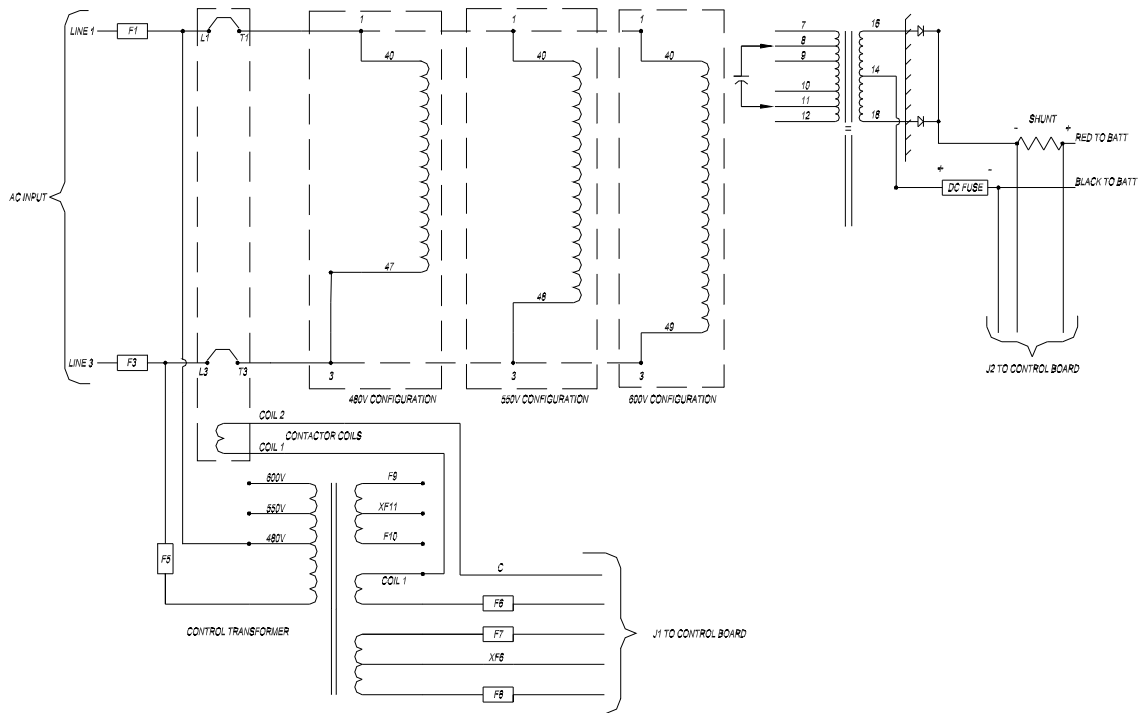 LINE 1
F1
L1
T1
1
40
47
3
480V CONFIGURATION
1
40
48
3
550V CONFIGURATION
1
40
49
3
600V CONFIGURATION
7
8
9
10
11
12
16
14
18
SHUNT
-
+
RED TO BATT
+
-
DC FUSE
BLACK TO BATT
J2 TO CONTROL BOARD
AC INPUT
LINE 3
F3
L3
T3
COIL 2
CONTACTOR COILS
COIL 1
600V
550V
480V
F5
F9
XF11
F10
COIL 1
C
F6
F7
XF6
F8
CONTROL TRANSFORMER
J1 TO CONTROL BOARD